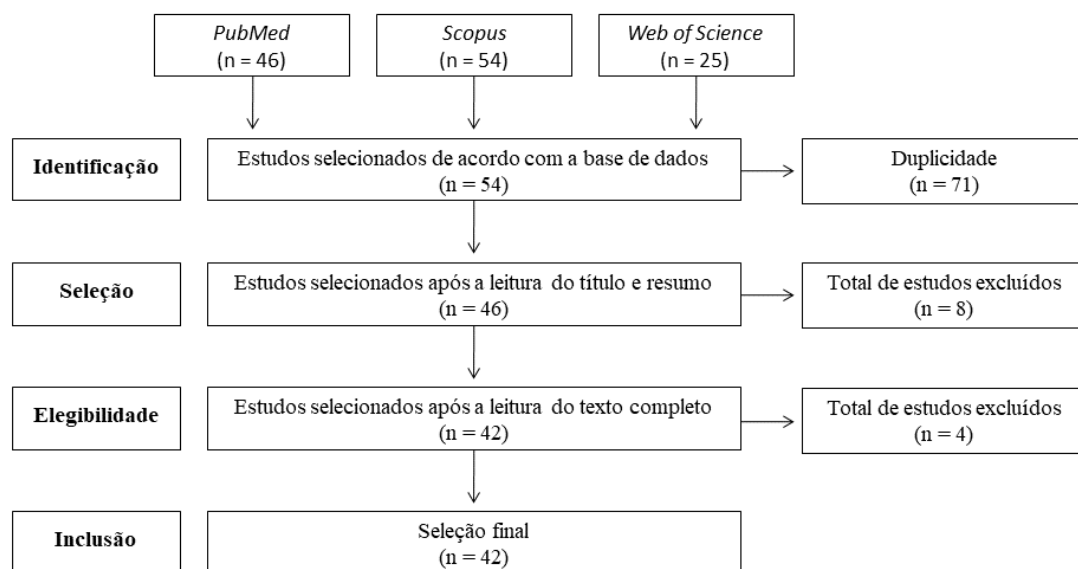 PubMed
(n = 46)
Scopus
(n = 54)
Web of Science
(n = 25)
Identificação
Estudos selecionados de acordo com a base de dados
(n = 54)
Duplicidade
(n = 71)
Seleção
Estudos selecionados após a leitura do título e resumo
(n = 46)
Total de estudos excluídos
(n = 8)
Elegibilidade
Estudos selecionados após a leitura do texto completo
(n = 42)
Total de estudos excluídos
(n = 4)
Inclusão
Seleção final
(n = 42)